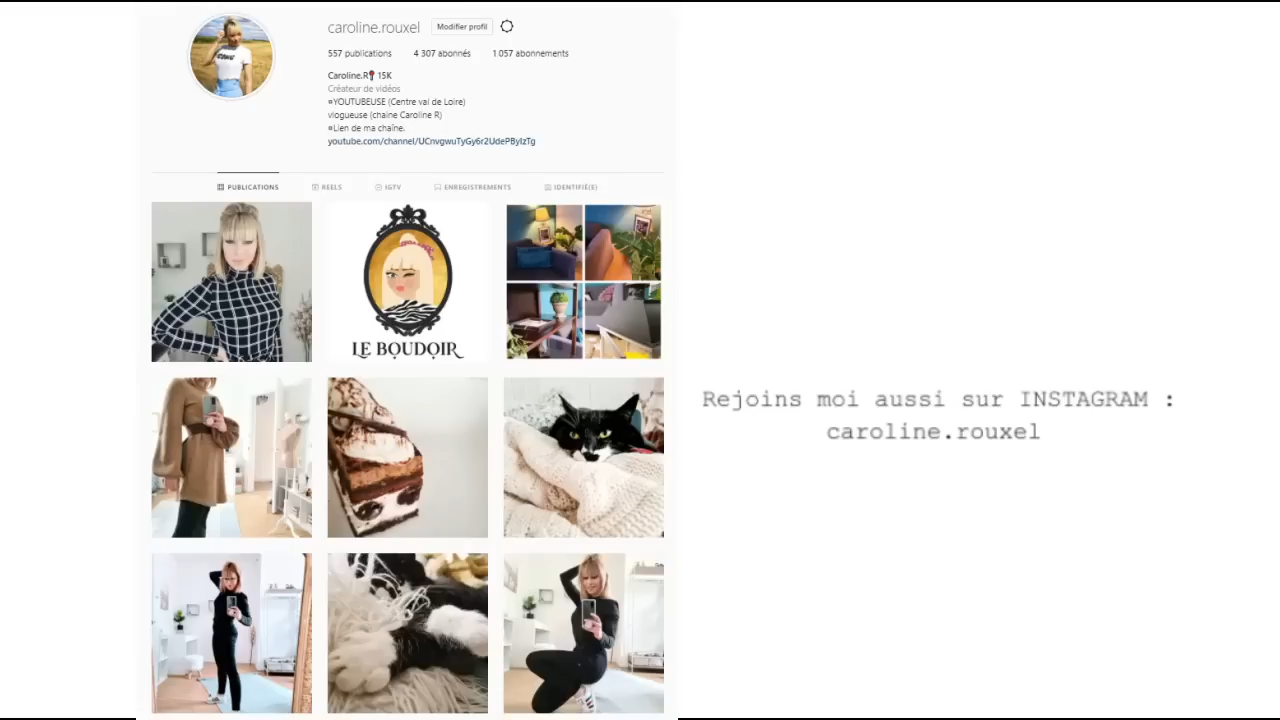 caroline.rouxel Modifier profil
557 publications 4 307 abonnés 1 057 abonnements
Caroline.R📍 15K
Créateur de vidéos
¤YOUTUBEUSE (Centre val de Loire)
vlogueuse (chaine Caroline R)
¤Lien de ma chaîne.
youtube.com/channel/UCnvgwuTyGy6r2UdePByIzTg
PUBLICATIONS REELS IGTV ENREGISTREMENTS IDENTIFIÉ(E)
LE BOUDOIR
Rejoins moi aussi sur INSTAGRAM :
caroline.rouxel